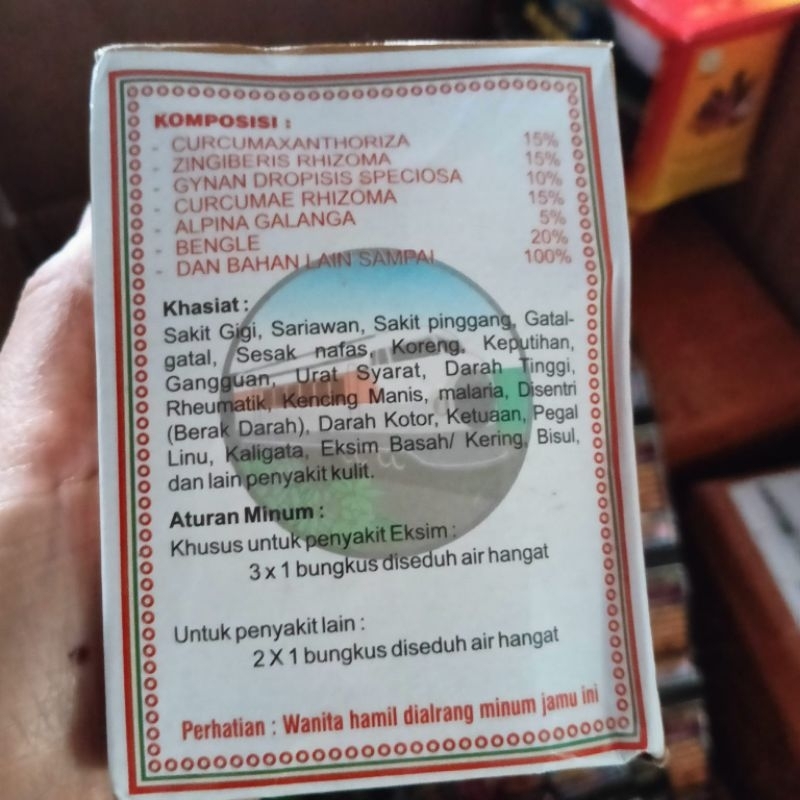 KOMPOSISI :
- CURCUMAXANTHORIZA 15%
- ZINGIBERIS RHIZOMA 15%
- GYNAN DROPISIS SPECIOSA 10%
- CURCUMAE RHIZOMA 15%
- ALPINA GALANGA 5%
- BENGLE 20%
- DAN BAHAN LAIN SAMPAI 100%
Khasiat :
Sakit Gigi, Sariawan, Sakit pinggang, Gatal-
gatal, Sesak nafas, Koreng, Keputihan,
Gangguan, Urat Syarat, Darah Tinggi,
Rheumatik, Kencing Manis, malaria, Disentri
(Berak Darah), Darah Kotor, Ketuaan, Pegal
Linu, Kaligata, Eksim Basah/ Kering, Bisul,
dan lain penyakit kulit.
Aturan Minum :
Khusus untuk penyakit Eksim :
3 x 1 bungkus diseduh air hangat
Untuk penyakit lain :
2 X 1 bungkus diseduh air hangat
Perhatian : Wanita hamil dialrang minum jamu ini